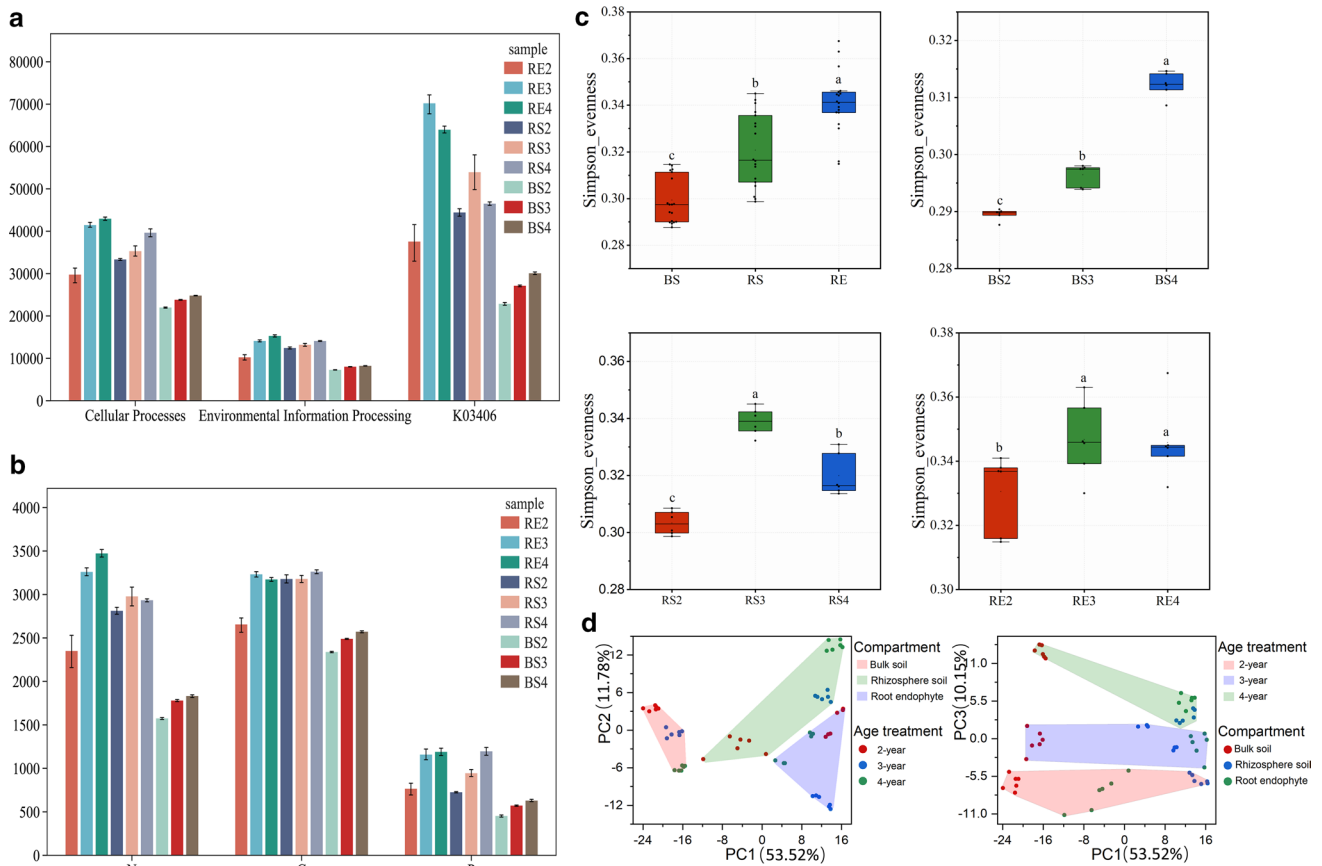 a
80000
70000
60000
50000
40000
30000
20000
10000
0
sample
RE2
RE3
RE4
RS2
RS3
RS4
BS2
BS3
BS4
Cellular Processes
Environmental Information Processing
K03406
b
4000
3500
3000
2500
2000
1500
1000
500
0
sample
RE2
RE3
RE4
RS2
RS3
RS4
BS2
BS3
BS4
c
Simpson_evenness
0.38
0.36
0.34
0.32
0.30
0.28
c
b
a
BS
RS
RE
Simpson_evenness
0.32
0.31
0.30
0.29
0.28
c
b
a
BS2
BS3
BS4
Simpson_evenness
0.36
0.34
0.32
0.30
0.28
c
a
b
RS2
RS3
RS4
Simpson_evenness
0.38
0.36
0.34
0.32
0.30
b
a
a
RE2
RE3
RE4
d
PC2 (11.78%)
12
6
0
-6
-12
-24
-16
-8
0
8
16
PC1(53.52%)
Compartment
Bulk soil
Rhizosphere soil
Root endophyte
Age treatment
2-year
3-year
4-year
PC3(10.15%)
11.0
5.5
0.0
-5.5
-11.0
-24
-16
-8
0
8
16
PC1(53.52%)
Age treatment
2-year
3-year
4-year
Compartment
Bulk soil
Rhizosphere soil
Root endophyte